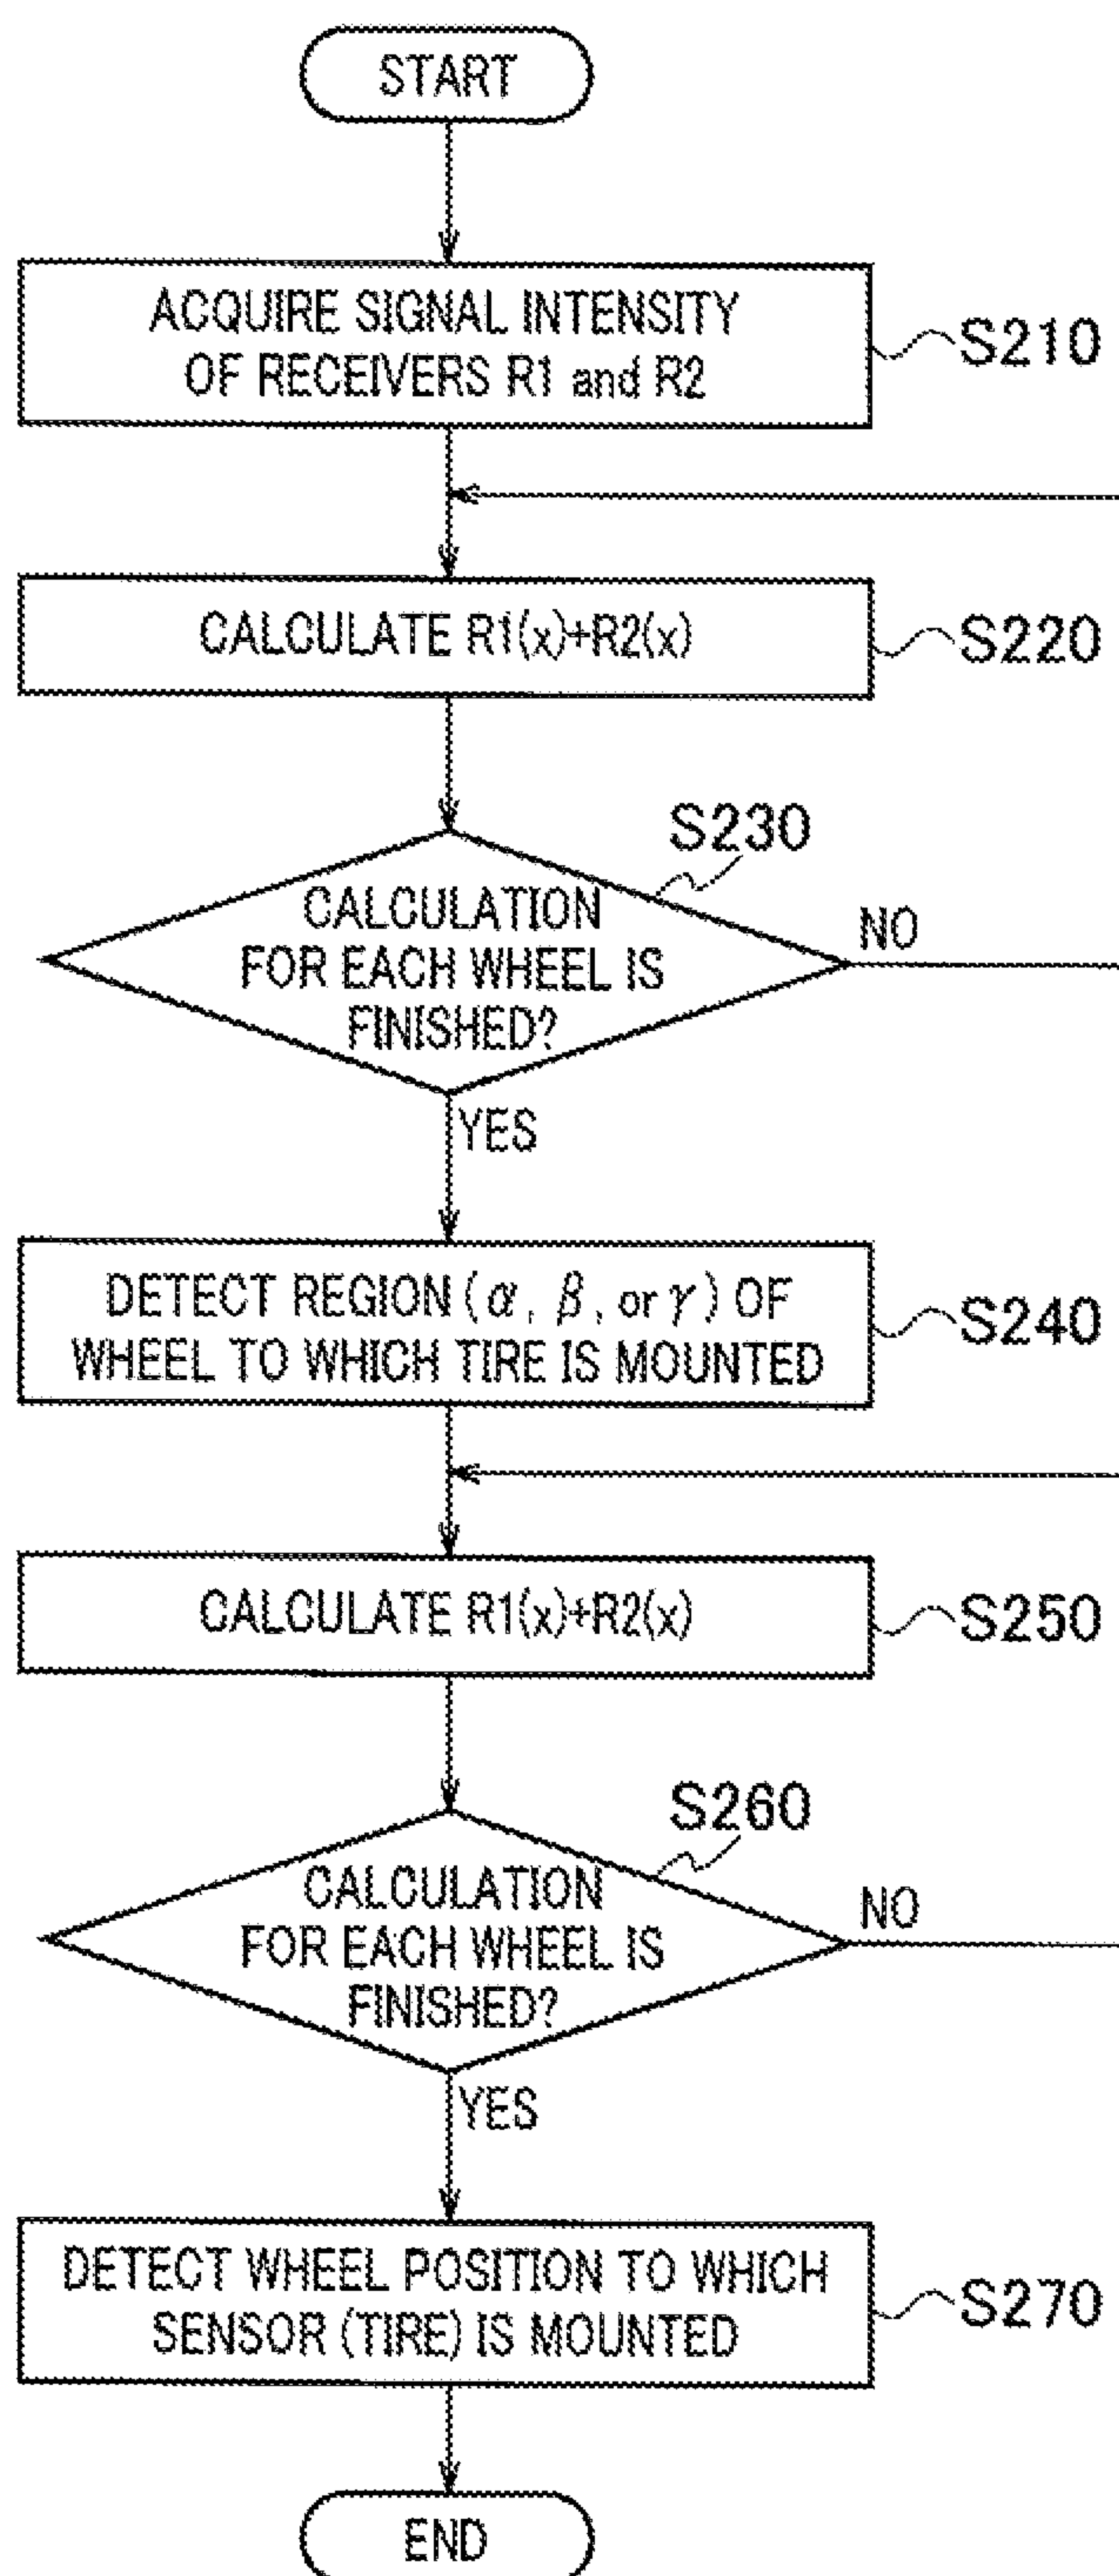 START
ACQUIRE SIGNAL INTENSITY
OF RECEIVERS R1 and R2
S210
CALCULATE R1(x)+R2(x)
S220
S230
CALCULATION
FOR EACH WHEEL IS
FINISHED?
NO
YES
DETECT REGION (α, β, or γ) OF
WHEEL TO WHICH TIRE IS MOUNTED
S240
CALCULATE R1(x)+R2(x)
S250
S260
CALCULATION
FOR EACH WHEEL IS
FINISHED?
NO
YES
DETECT WHEEL POSITION TO WHICH
SENSOR (TIRE) IS MOUNTED
S270
END